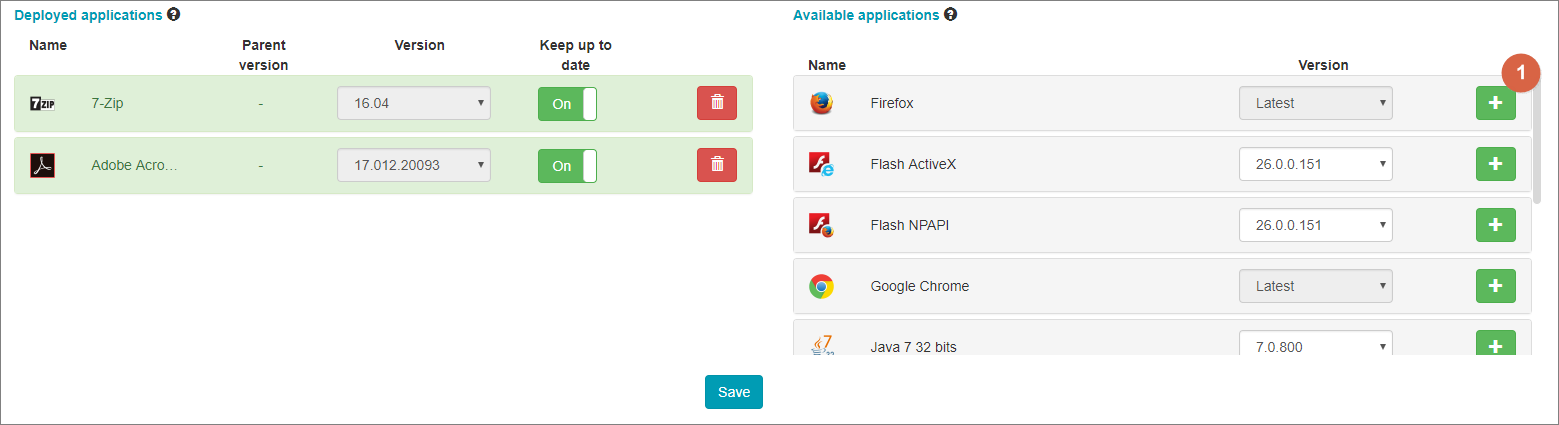 Deployed applications ?
Name Parent version Version Keep up to date
7ZIP 7-Zip - 16.04 On
Adobe Acro... - 17.012.20093 On
Available applications ?
Name Version
1
Firefox Latest +
Flash ActiveX 26.0.0.151 +
Flash NPAPI 26.0.0.151 +
Google Chrome Latest +
7 32 Java 7 32 bits 7.0.800 +
Save